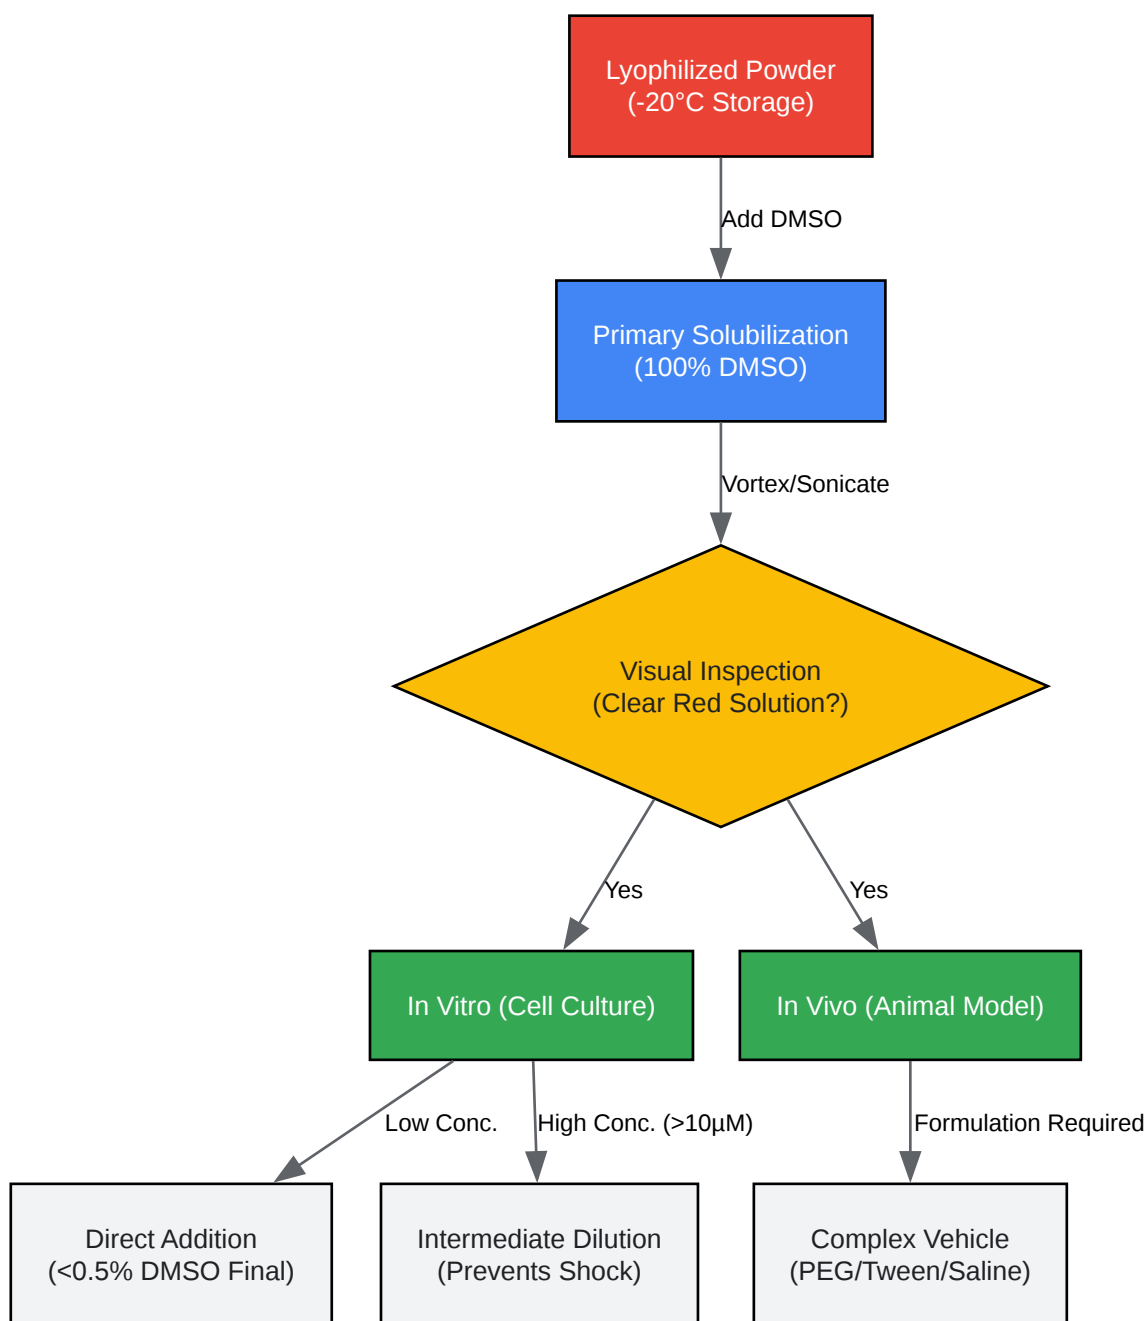 Lyophilized Powder
(-20°C Storage)
Add DMSO
Primary Solubilization
(100% DMSO)
Vortex/Sonicate
Visual Inspection
(Clear Red Solution?)
Yes
Yes
In Vitro (Cell Culture)
In Vivo (Animal Model)
Low Conc.
High Conc. (>10µM)
Formulation Required
Direct Addition
(<0.5% DMSO Final)
Intermediate Dilution
(Prevents Shock)
Complex Vehicle
(PEG/Tween/Saline)